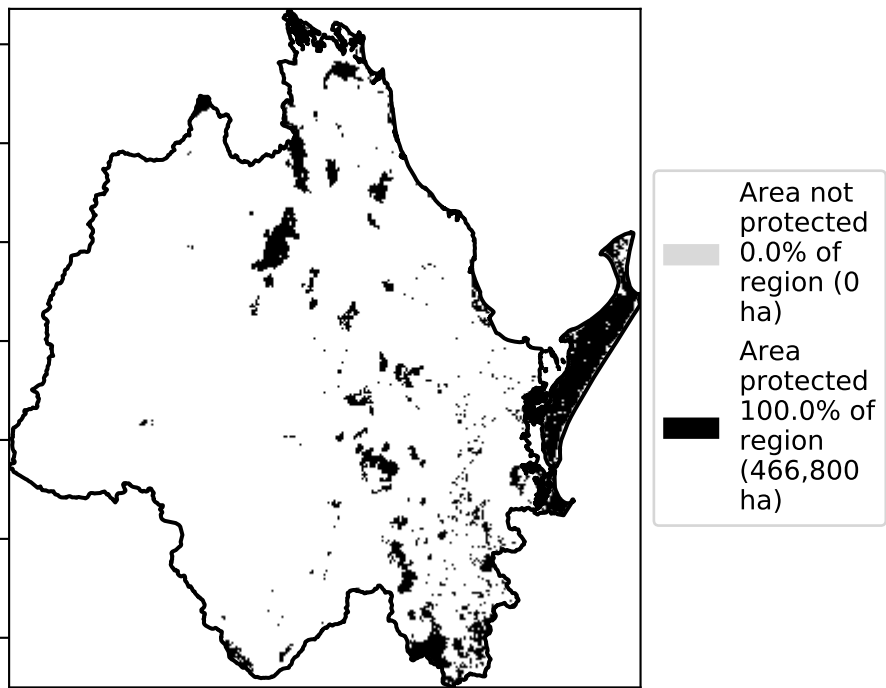 Area not
protected
0.0% of
region (0
ha)
Area
protected
100.0% of
region
(466,800
ha)